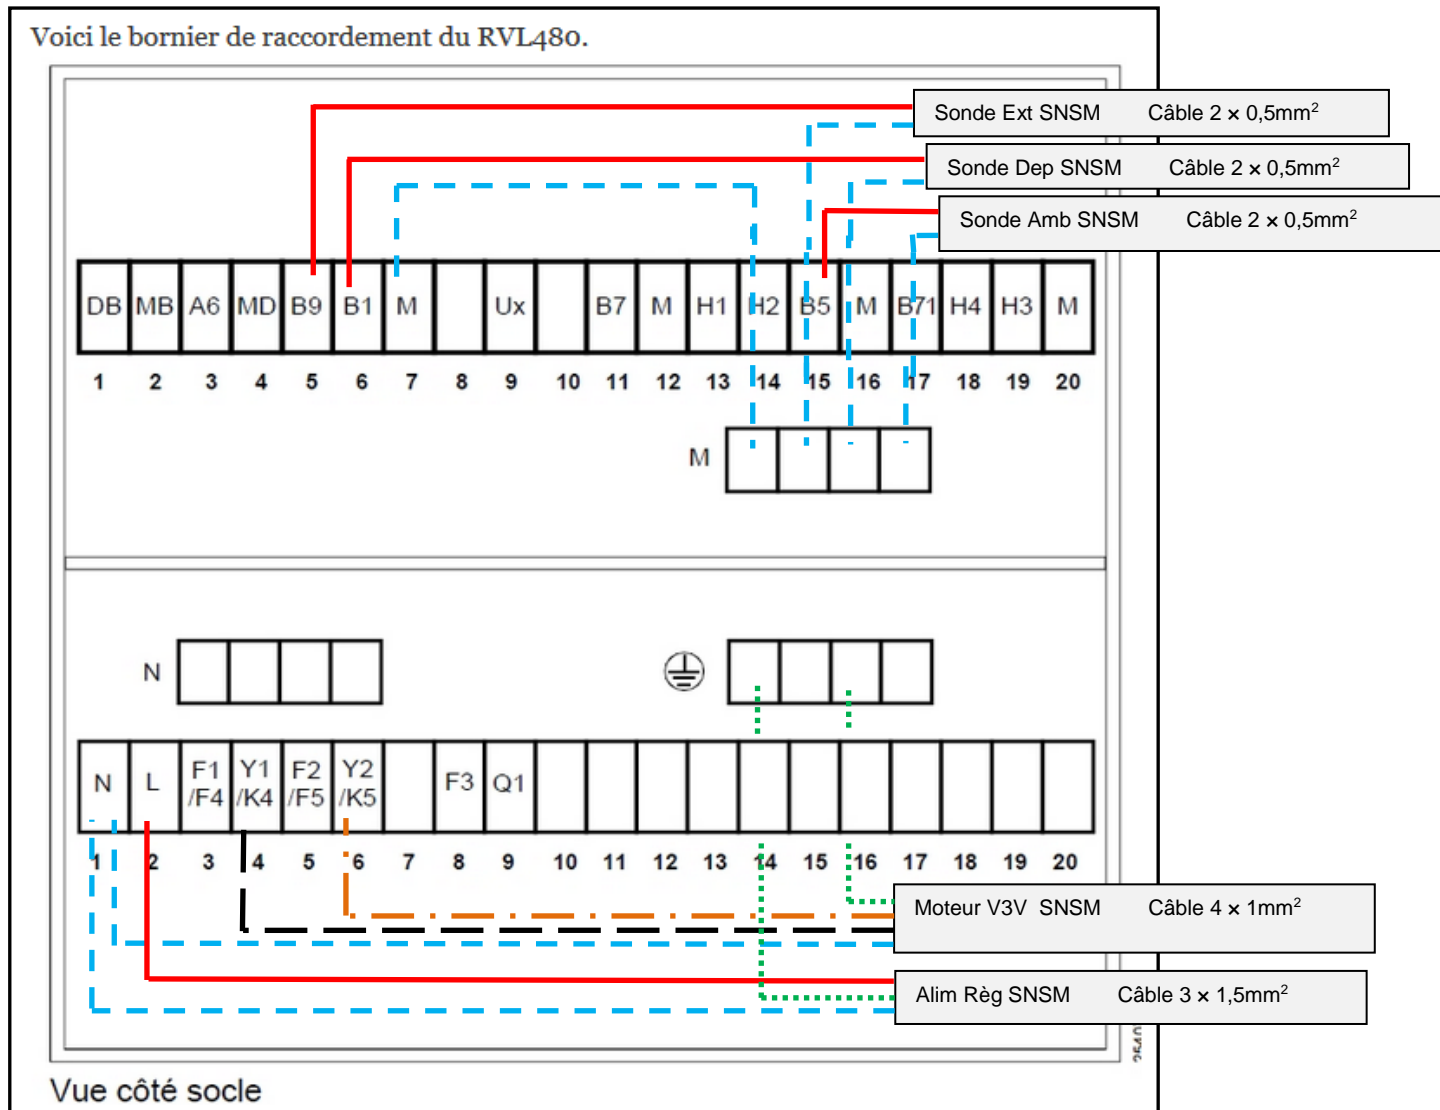 Voici le bornier de raccordement du RVL480.
Sonde Ext SNSM Câble 2 × 0,5mm²
Sonde Dep SNSM Câble 2 × 0,5mm²
Sonde Amb SNSM Câble 2 × 0,5mm²
DB MB A6 MD B9 B1 M Ux B7 M H1 H2 B5 M B71 H4 H3 M
1 2 3 4 5 6 7 8 9 10 11 12 13 14 15 16 17 18 19 20
M
N
N L F1/F4 Y1/K4 F2/F5 Y2/K5 F3 Q1
1 2 3 4 5 6 7 8 9 10 11 12 13 14 15 16 17 18 19 20
Moteur V3V SNSM Câble 4 × 1mm²
Alim Règ SNSM Câble 3 × 1,5mm²
Vue côté socle